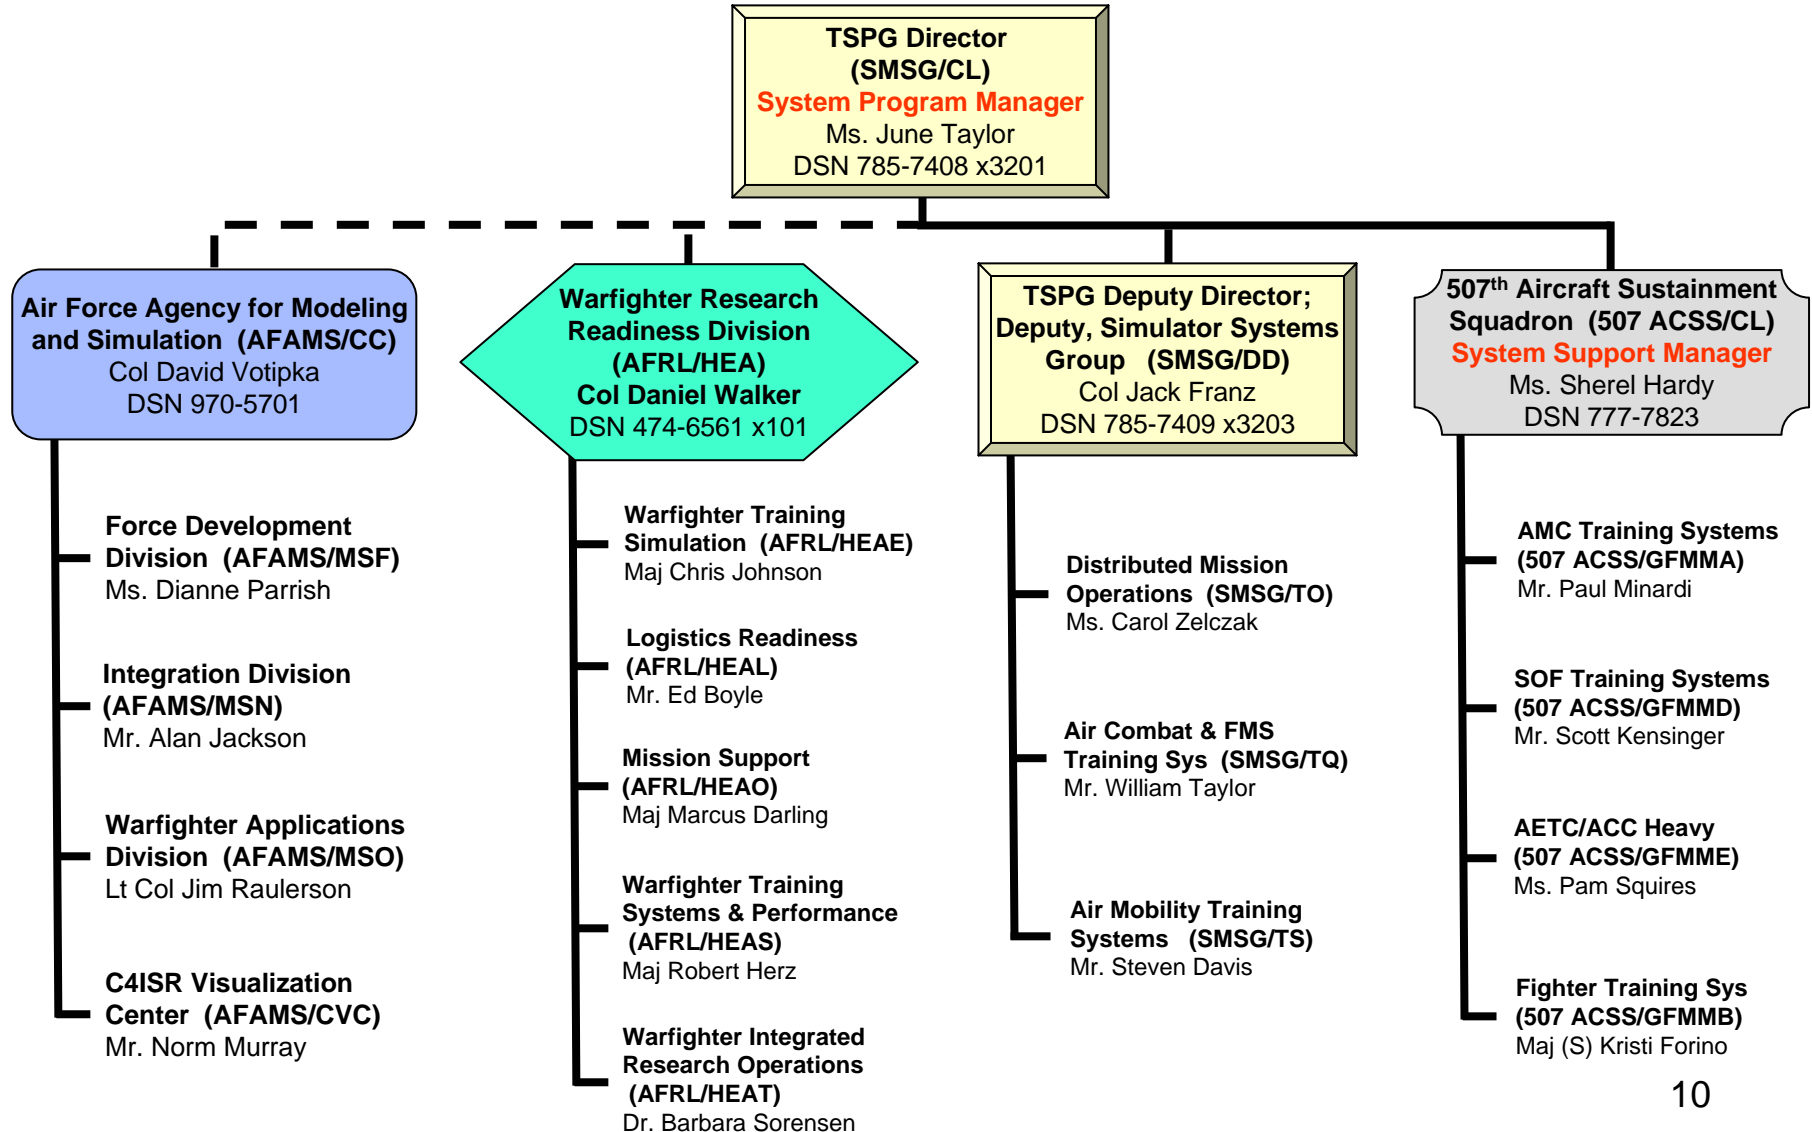 TSPG Director
(SMSG/CL)
System Program Manager
Ms. June Taylor
DSN 785-7408 x3201
Air Force Agency for Modeling
and Simulation (AFAMS/CC)
Col David Votipka
DSN 970-5701
Force Development
Division (AFAMS/MSF)
Ms. Dianne Parrish
Integration Division
(AFAMS/MSN)
Mr. Alan Jackson
Warfighter Applications
Division (AFAMS/MSO)
Lt Col Jim Raulerson
C4ISR Visualization
Center (AFAMS/CVC)
Mr. Norm Murray
Warfighter Research
Readiness Division
(AFRL/HEA)
Col Daniel Walker
DSN 474-6561 x101
Warfighter Training
Simulation (AFRL/HEAE)
Maj Chris Johnson
Logistics Readiness
(AFRL/HEAL)
Mr. Ed Boyle
Mission Support
(AFRL/HEAO)
Maj Marcus Darling
Warfighter Training
Systems & Performance
(AFRL/HEAS)
Maj Robert Herz
Warfighter Integrated
Research Operations
(AFRL/HEAT)
Dr. Barbara Sorensen
TSPG Deputy Director;
Deputy, Simulator Systems
Group (SMSG/DD)
Col Jack Franz
DSN 785-7409 x3203
Distributed Mission
Operations (SMSG/TO)
Ms. Carol Zelczak
Air Combat & FMS
Training Sys (SMSG/TQ)
Mr. William Taylor
Air Mobility Training
Systems (SMSG/TS)
Mr. Steven Davis
507th Aircraft Sustainment
Squadron (507 ACSS/CL)
System Support Manager
Ms. Sherel Hardy
DSN 777-7823
AMC Training Systems
(507 ACSS/GFMMA)
Mr. Paul Minardi
SOF Training Systems
(507 ACSS/GFMMD)
Mr. Scott Kensinger
AETC/ACC Heavy
(507 ACSS/GFMME)
Ms. Pam Squires
Fighter Training Sys
(507 ACSS/GFMMB)
Maj (S) Kristi Forino
10